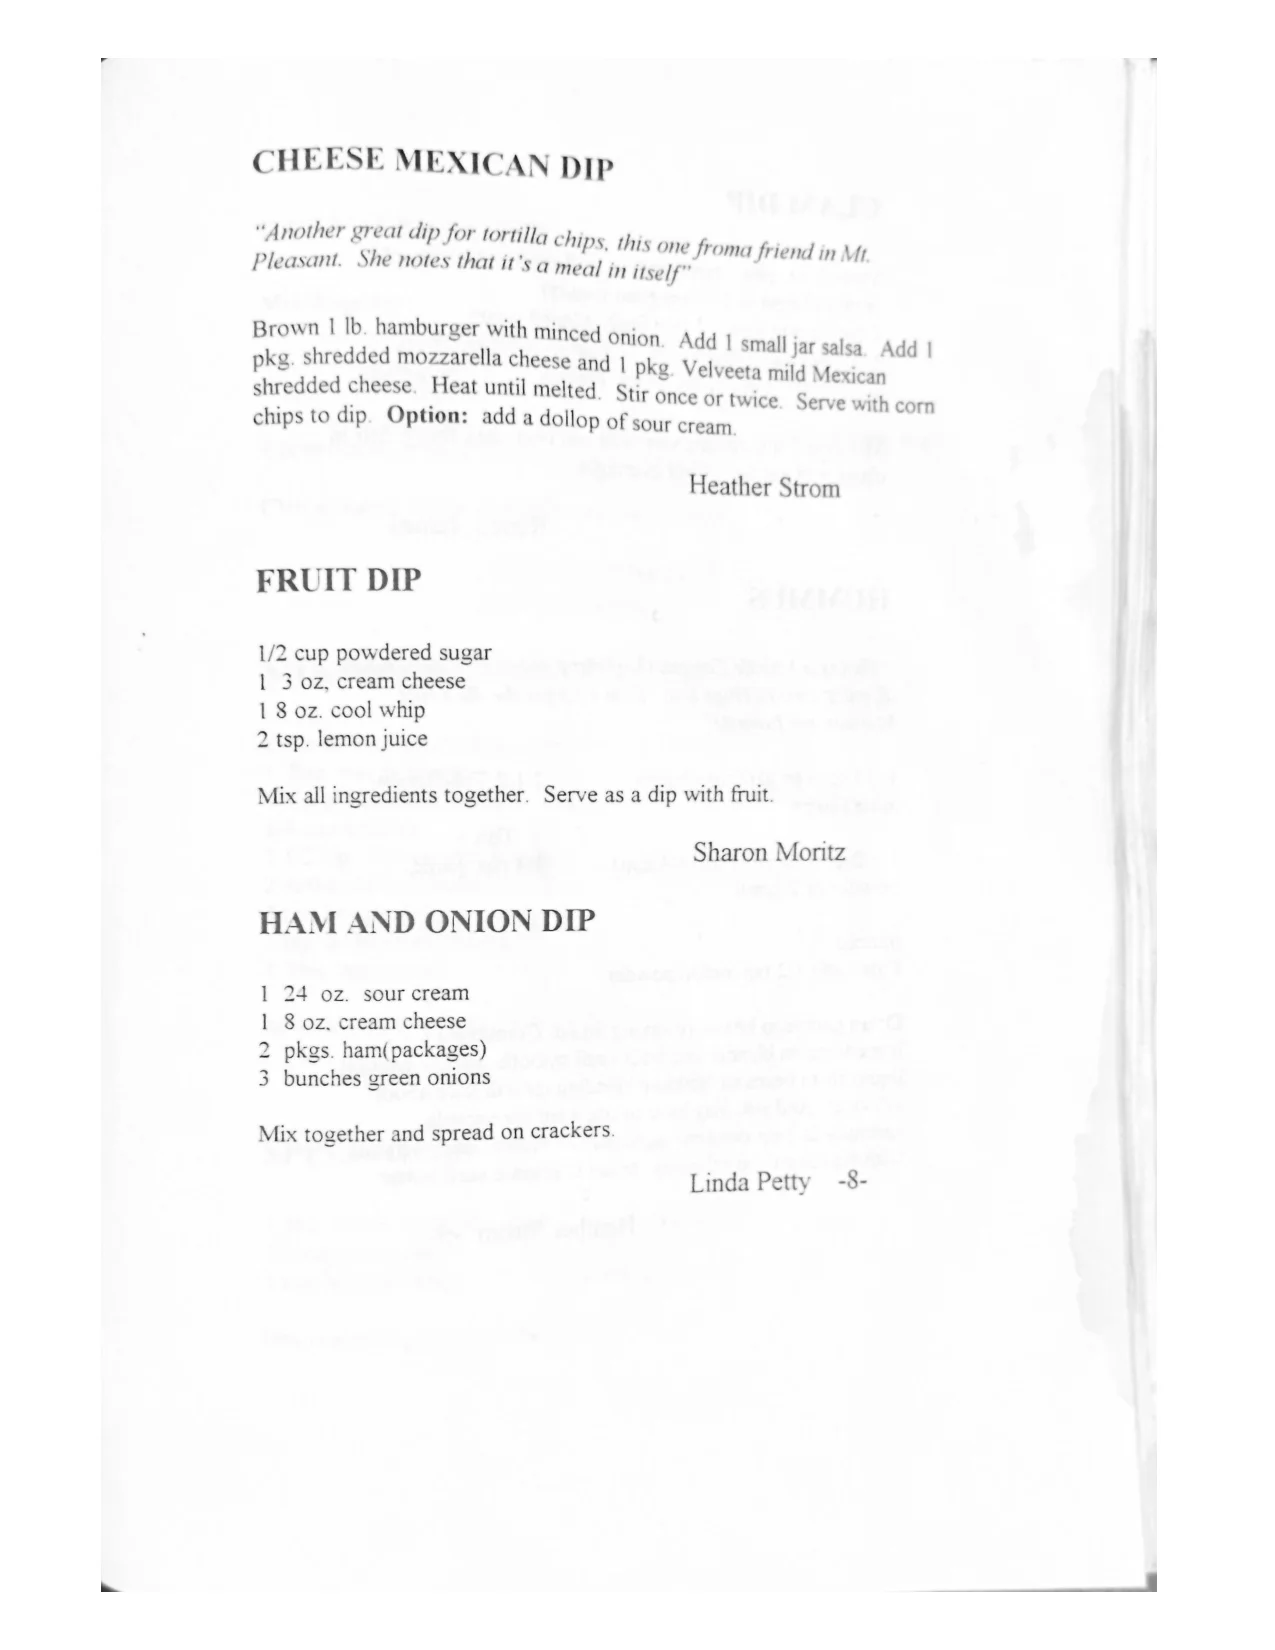 CHEESE MEXICAN DIP
"Another great dip for tortilla chips, this one froma friend in Mt.
Pleasant. She notes that it's a meal in itself"
Brown 1 lb. hamburger with minced onion. Add 1 small jar salsa. Add 1
pkg. shredded mozzarella cheese and 1 pkg. Velveeta mild Mexican
shredded cheese. Heat until melted. Stir once or twice. Serve with corn
chips to dip. Option: add a dollop of sour cream.
Heather Strom
FRUIT DIP
1/2 cup powdered sugar
1 3 oz, cream cheese
1 8 oz. cool whip
2 tsp. lemon juice
Mix all ingredients together. Serve as a dip with fruit.
Sharon Moritz
HAM AND ONION DIP
1 24 oz. sour cream
1 8 oz. cream cheese
2 pkgs. ham(packages)
3 bunches green onions
Mix together and spread on crackers.
Linda Petty -8-